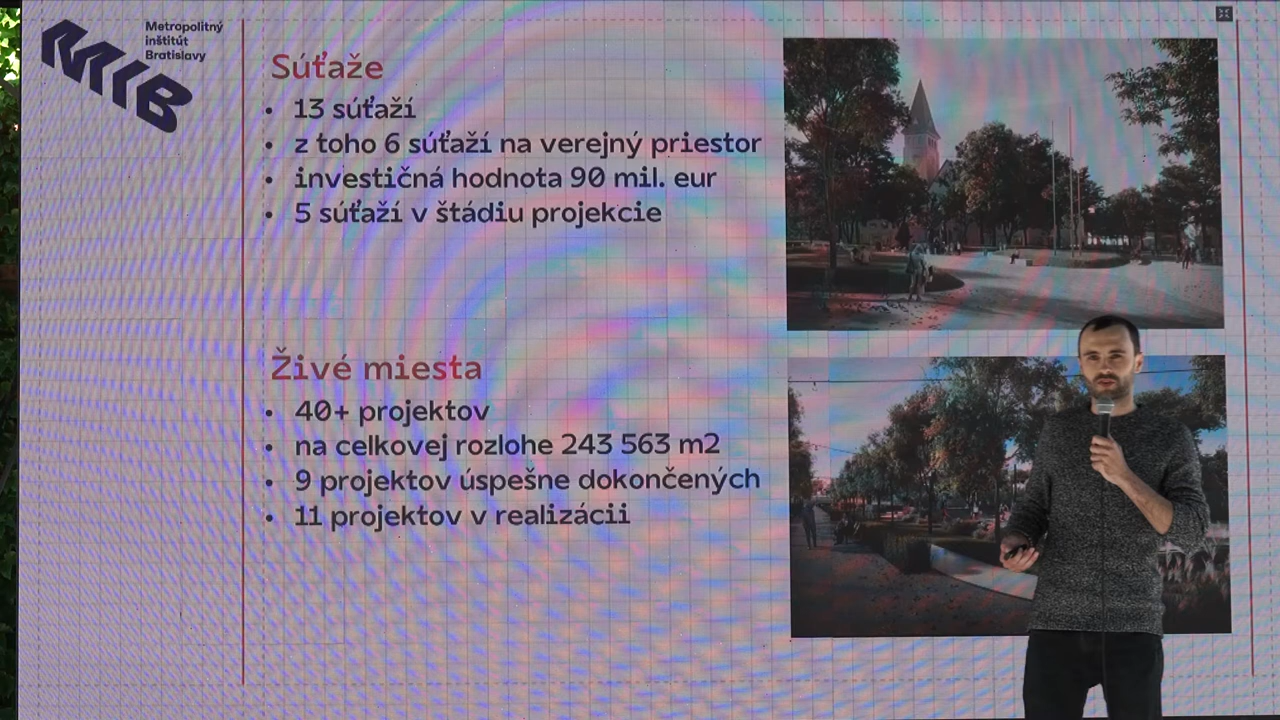 MIB
Metropolitný
inštitút
Bratislavy
Súťaže
• 13 súťaží
• z toho 6 súťaží na verejný priestor
• investičná hodnota 90 mil. eur
• 5 súťaží v štádiu projekcie
Živé miesta
• 40+ projektov
• na celkovej rozlohe 243 563 m2
• 9 projektov úspešne dokončených
• 11 projektov v realizácii